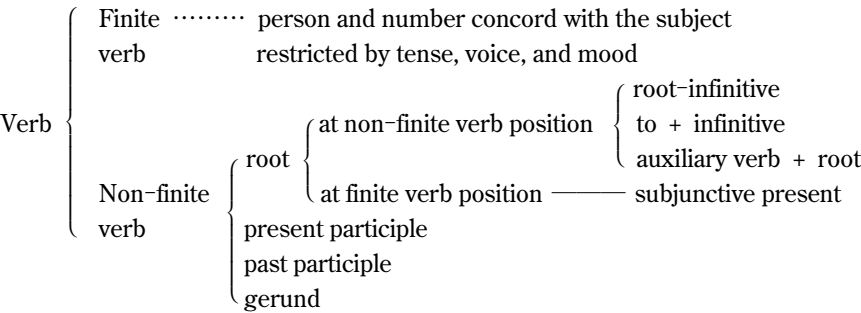 Finite ········· person and number concord with the subject
verb restricted by tense, voice, and mood
root-infinitive
Verb at non-finite verb position to + infinitive
root auxiliary verb + root
Non-finite at finite verb position ——— subjunctive present
verb present participle
past participle
gerund